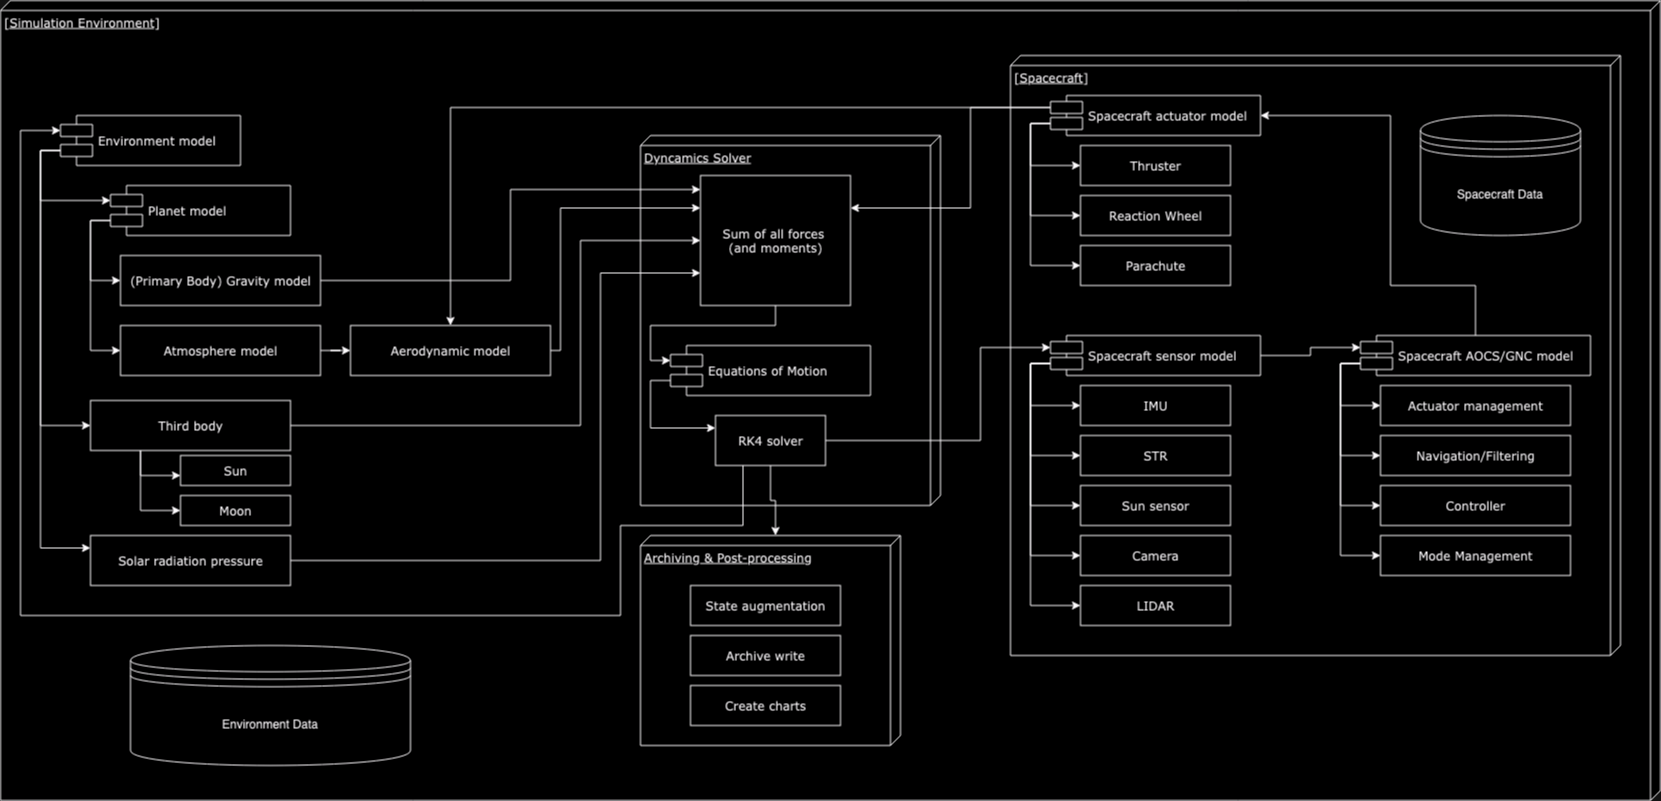 [Simulation Environment]
Environment model
Planet model
(Primary Body) Gravity model
Atmosphere model
Aerodynamic model
Third body
Sun
Moon
Solar radiation pressure
Environment Data
Dyncamics Solver
Sum of all forces
(and moments)
Equations of Motion
RK4 solver
Archiving & Post-processing
State augmentation
Archive write
Create charts
[Spacecraft]
Spacecraft actuator model
Thruster
Reaction Wheel
Parachute
Spacecraft Data
Spacecraft sensor model
IMU
STR
Sun sensor
Camera
LIDAR
Spacecraft AOCS/GNC model
Actuator management
Navigation/Filtering
Controller
Mode Management